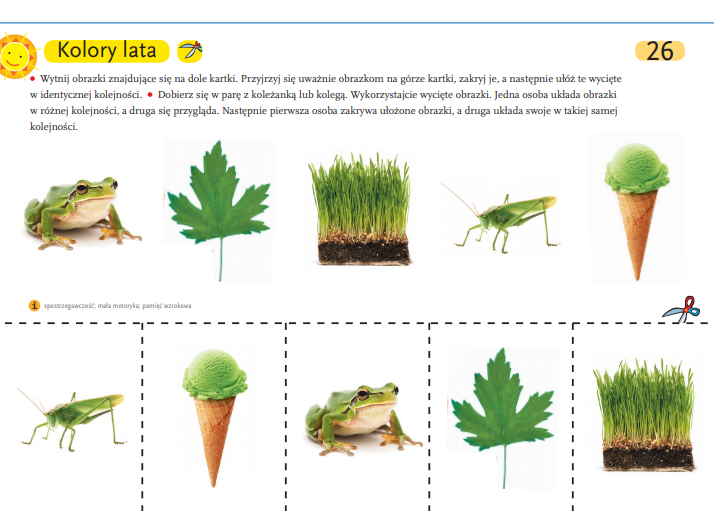 Kolory lata
26
• Wytnij obrazki znajdujące się na dole kartki. Przyjrzyj się uważnie obrazkom na górze kartki, zakryj je, a następnie ułóż te wycięte
w identycznej kolejności. • Dobierz się w parę z koleżanką lub kolegą. Wykorzystajcie wycięte obrazki. Jedna osoba układa obrazki
w różnej kolejności, a druga się przygląda. Następnie pierwsza osoba zakrywa ułożone obrazki, a druga układa swoje w takiej samej
kolejności.
i spostrzegawczość; mała motoryka; pamięć wzrokowa